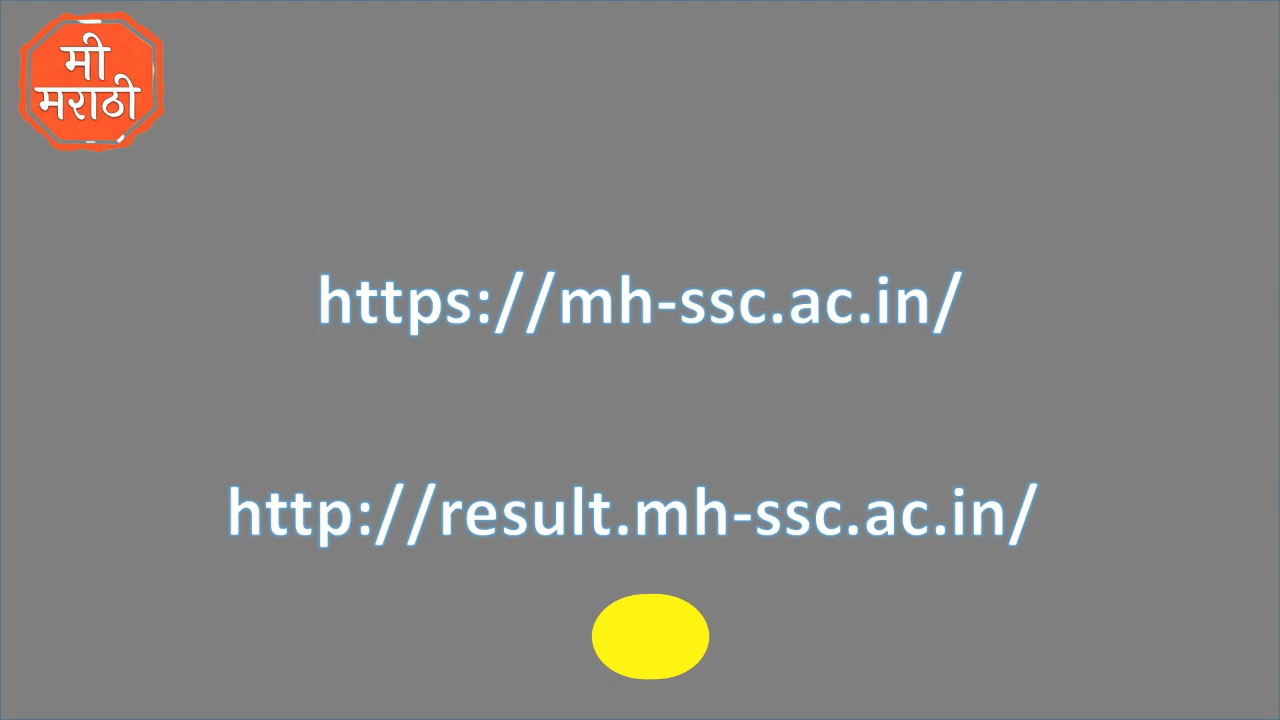 मी
मराठी
https://mh-ssc.ac.in/
http://result.mh-ssc.ac.in/